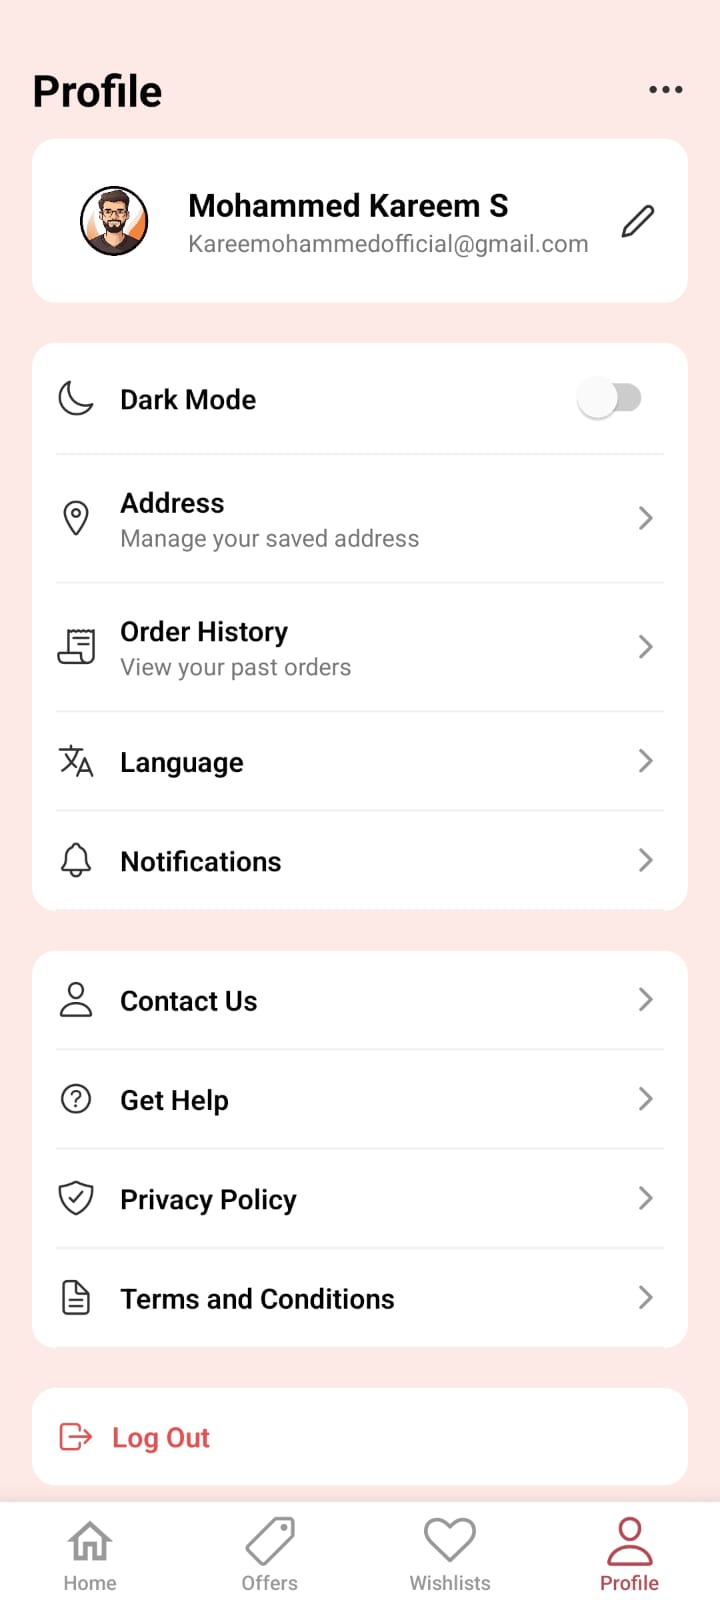 Profile
Mohammed Kareem S
Kareemohammedofficial@gmail.com
Dark Mode
Address
Manage your saved address
Order History
View your past orders
Language
Notifications
Contact Us
Get Help
Privacy Policy
Terms and Conditions
Log Out
Home
Offers
Wishlists
Profile